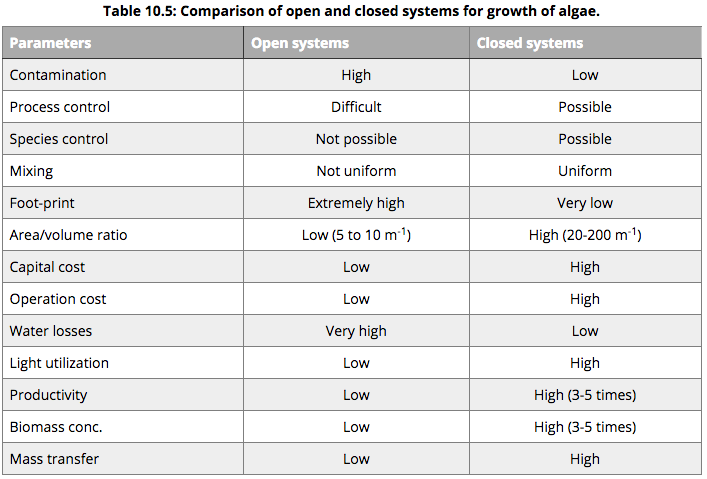 Table 10.5: Comparison of open and closed systems for growth of algae.
Parameters Open systems Closed systems
Contamination High Low
Process control Difficult Possible
Species control Not possible Possible
Mixing Not uniform Uniform
Foot-print Extremely high Very low
Area/volume ratio Low (5 to 10 m⁻¹) High (20-200 m⁻¹)
Capital cost Low High
Operation cost Low High
Water losses Very high Low
Light utilization Low High
Productivity Low High (3-5 times)
Biomass conc. Low High (3-5 times)
Mass transfer Low High